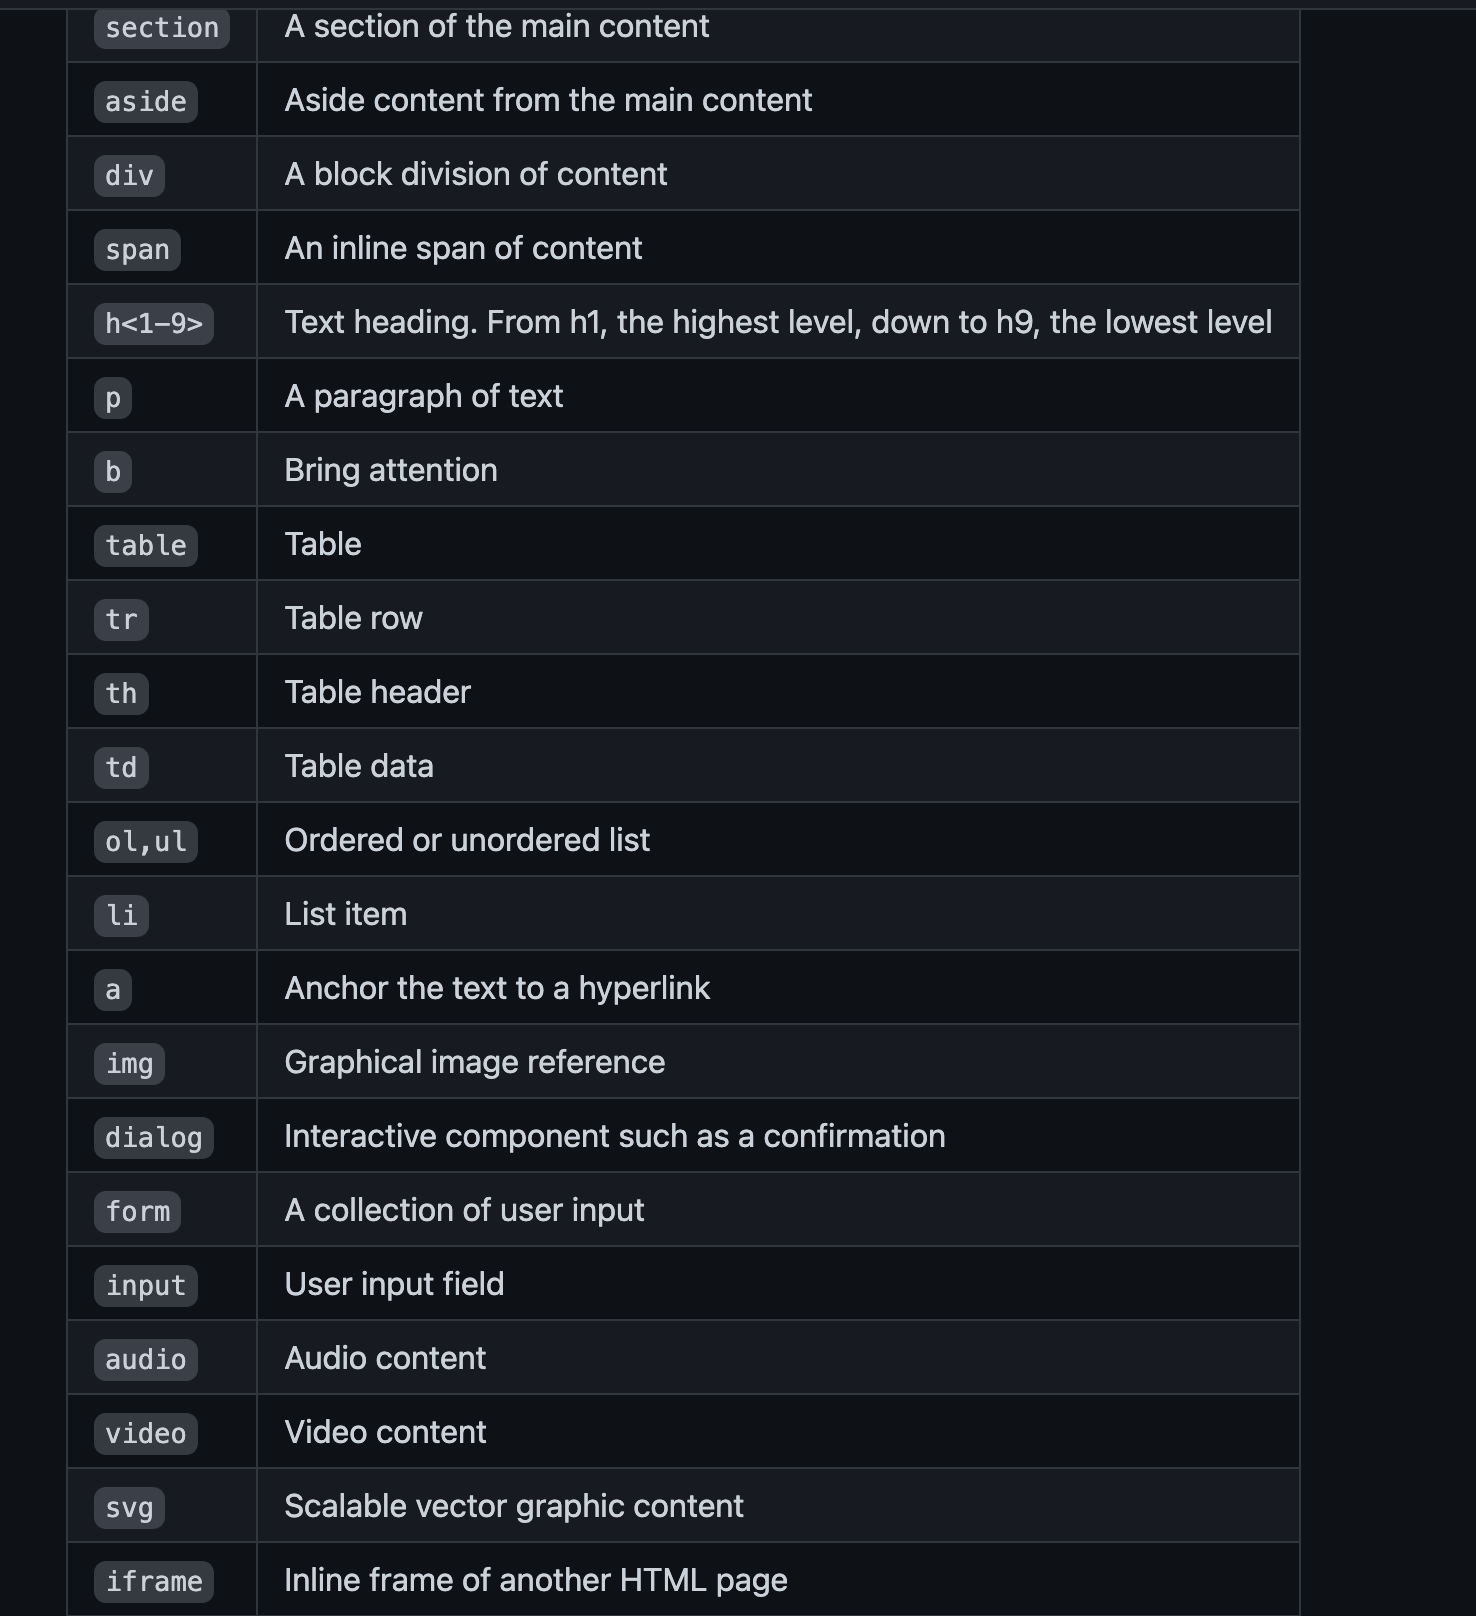 section A section of the main content
aside Aside content from the main content
div A block division of content
span An inline span of content
h<1-9> Text heading. From h1, the highest level, down to h9, the lowest level
p A paragraph of text
b Bring attention
table Table
tr Table row
th Table header
td Table data
ol,ul Ordered or unordered list
li List item
a Anchor the text to a hyperlink
img Graphical image reference
dialog Interactive component such as a confirmation
form A collection of user input
input User input field
audio Audio content
video Video content
svg Scalable vector graphic content
iframe Inline frame of another HTML page